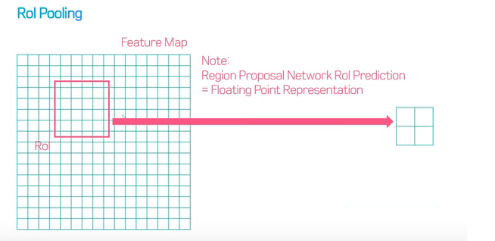 RoI Pooling
Feature Map
Note:
Region Proposal Network RoI Prediction
= Floating Point Representation
RoI